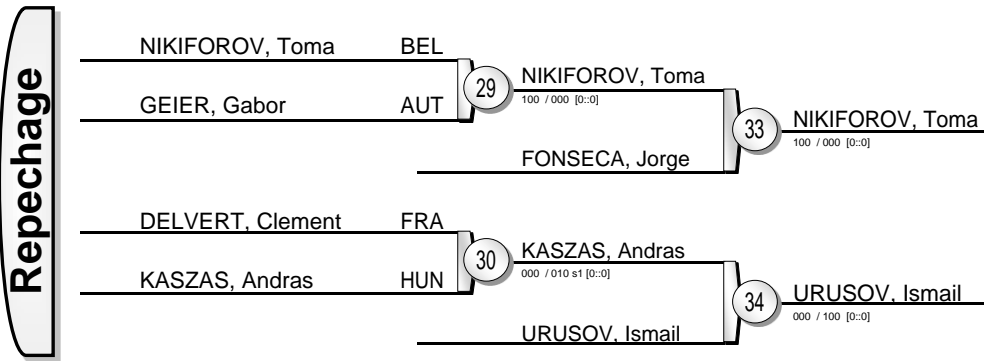 Repechage
NIKIFOROV, Toma BEL
GEIER, Gabor AUT
29
NIKIFOROV, Toma
100 / 000 [0::0]
FONSECA, Jorge
33
NIKIFOROV, Toma
100 / 000 [0::0]
DELVERT, Clement FRA
KASZAS, Andras HUN
30
KASZAS, Andras
000 / 010 s1 [0::0]
URUSOV, Ismail
34
URUSOV, Ismail
000 / 100 [0::0]